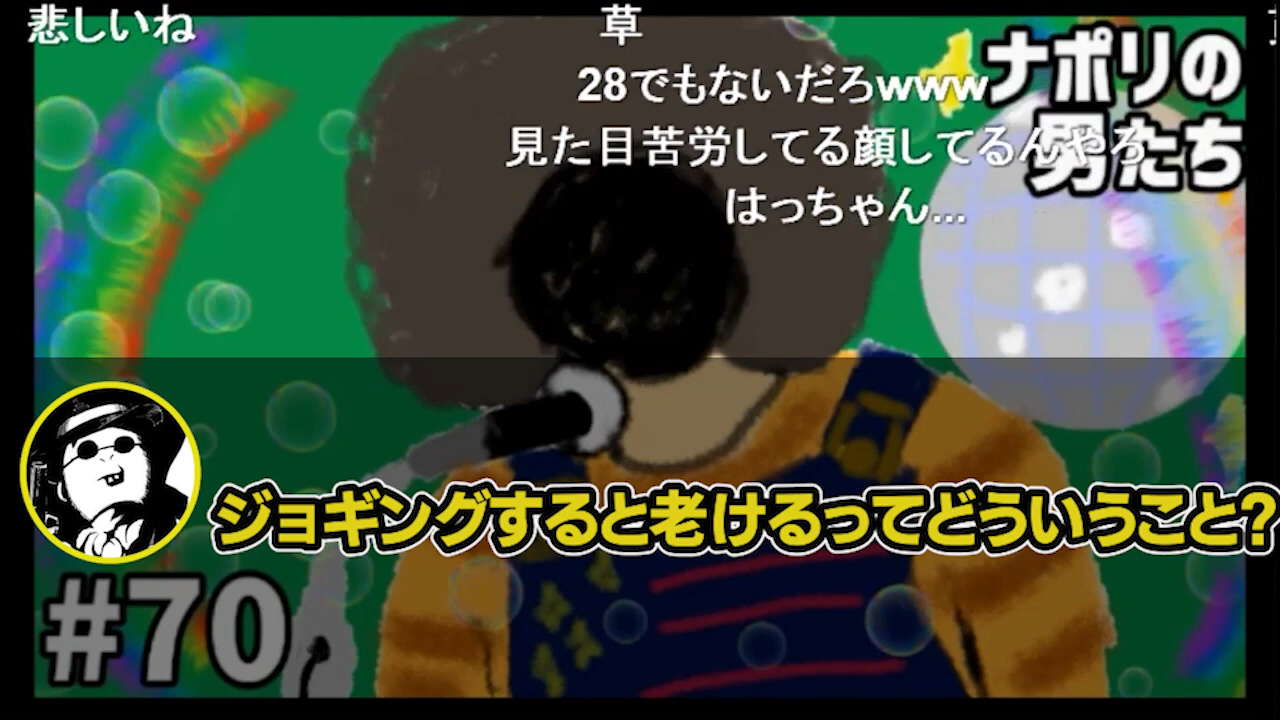 悲しいね
草
28でもないだろwww
見た目苦労してる顔してるんやろ
はっちゃん...
ナポリの
男たち
ジョギングすると老けるってどういうこと?
#70